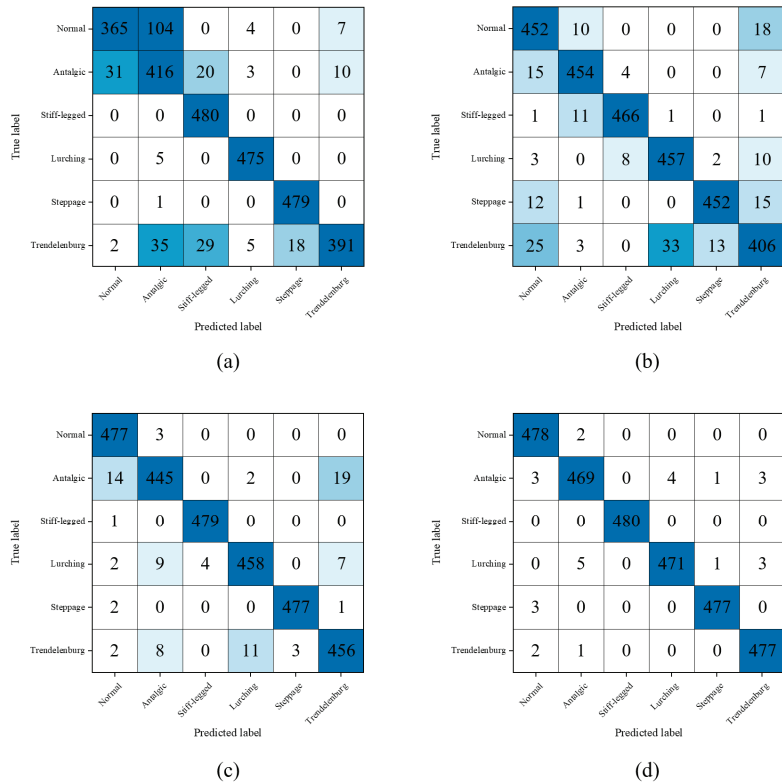 True label
Normal 365 104 0 4 0 7
Antalgic 31 416 20 3 0 10
Stiff-legged 0 0 480 0 0 0
Lurching 0 5 0 475 0 0
Steppage 0 1 0 0 479 0
Trendelenburg 2 35 29 5 18 391
Normal Antalgic Stiff-legged Lurching Steppage Trendelenburg
Predicted label
(a)
True label
Normal 452 10 0 0 0 18
Antalgic 15 454 4 0 0 7
Stiff-legged 1 11 466 1 0 1
Lurching 3 0 8 457 2 10
Steppage 12 1 0 0 452 15
Trendelenburg 25 3 0 33 13 406
Normal Antalgic Stiff-legged Lurching Steppage Trendelenburg
Predicted label
(b)
True label
Normal 477 3 0 0 0 0
Antalgic 14 445 0 2 0 19
Stiff-legged 1 0 479 0 0 0
Lurching 2 9 4 458 0 7
Steppage 2 0 0 0 477 1
Trendelenburg 2 8 0 11 3 456
Normal Antalgic Stiff-legged Lurching Steppage Trendelenburg
Predicted label
(c)
True label
Normal 478 2 0 0 0 0
Antalgic 3 469 0 4 1 3
Stiff-legged 0 0 480 0 0 0
Lurching 0 5 0 471 1 3
Steppage 3 0 0 0 477 0
Trendelenburg 2 1 0 0 0 477
Normal Antalgic Stiff-legged Lurching Steppage Trendelenburg
Predicted label
(d)